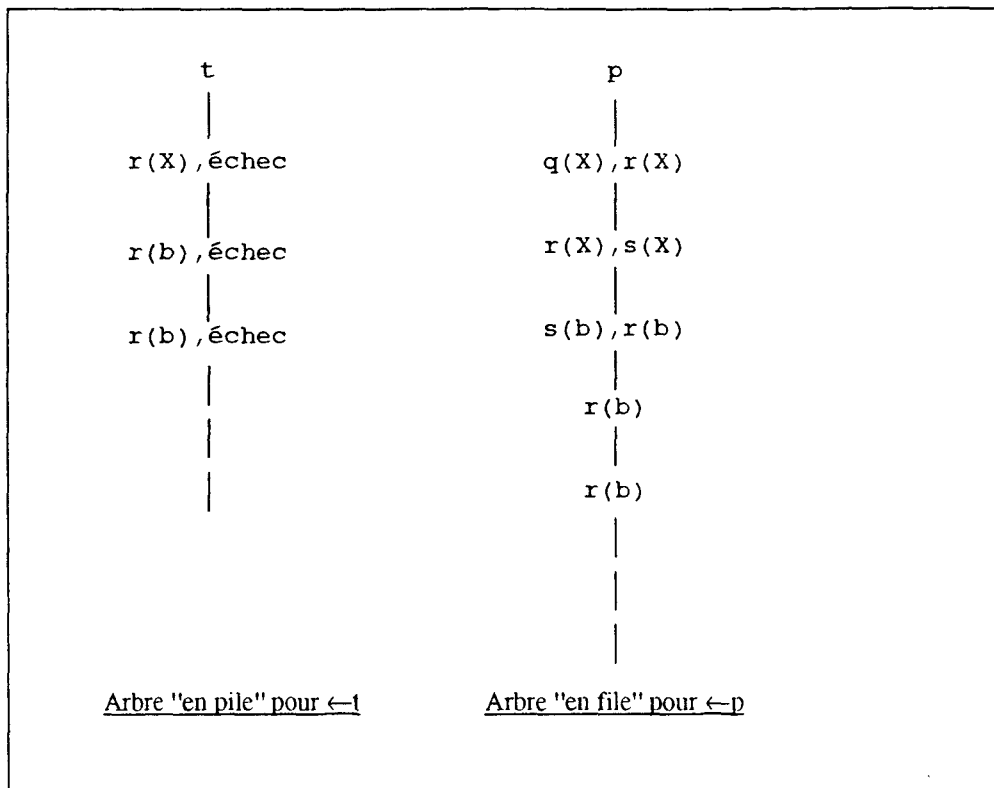 t
r(X),échec
r(b),échec
r(b),échec
Arbre "en pile" pour ←t
p
q(X),r(X)
r(X),s(X)
s(b),r(b)
r(b)
r(b)
Arbre "en file" pour ←p